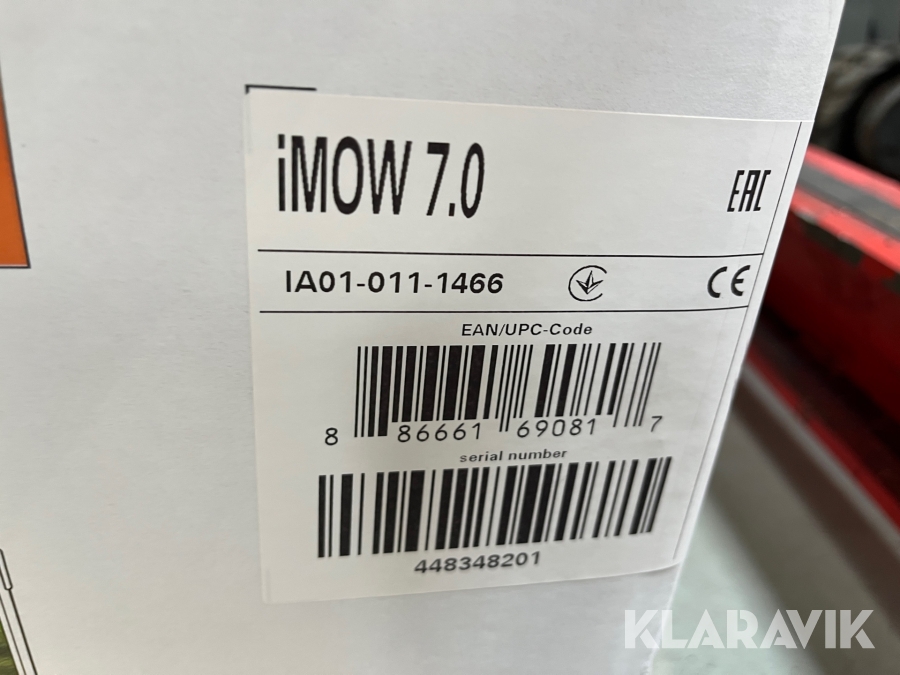 iMOW 7.0
EAC
IA01-011-1466
CE
EAN/UPC-Code
8 86661 69081 7
serial number
448348201
KLARAVIK